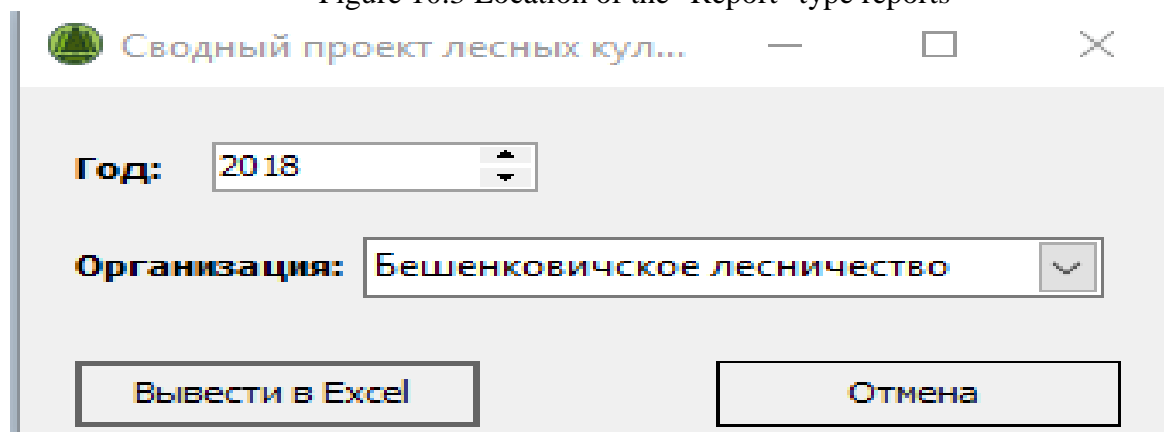 Figure 10.3 Location of the "Report" type reports
Сводный проект лесных кул...
Год: 2018
Организация: Бешенковичское лесничество
Вывести в Excel Отмена